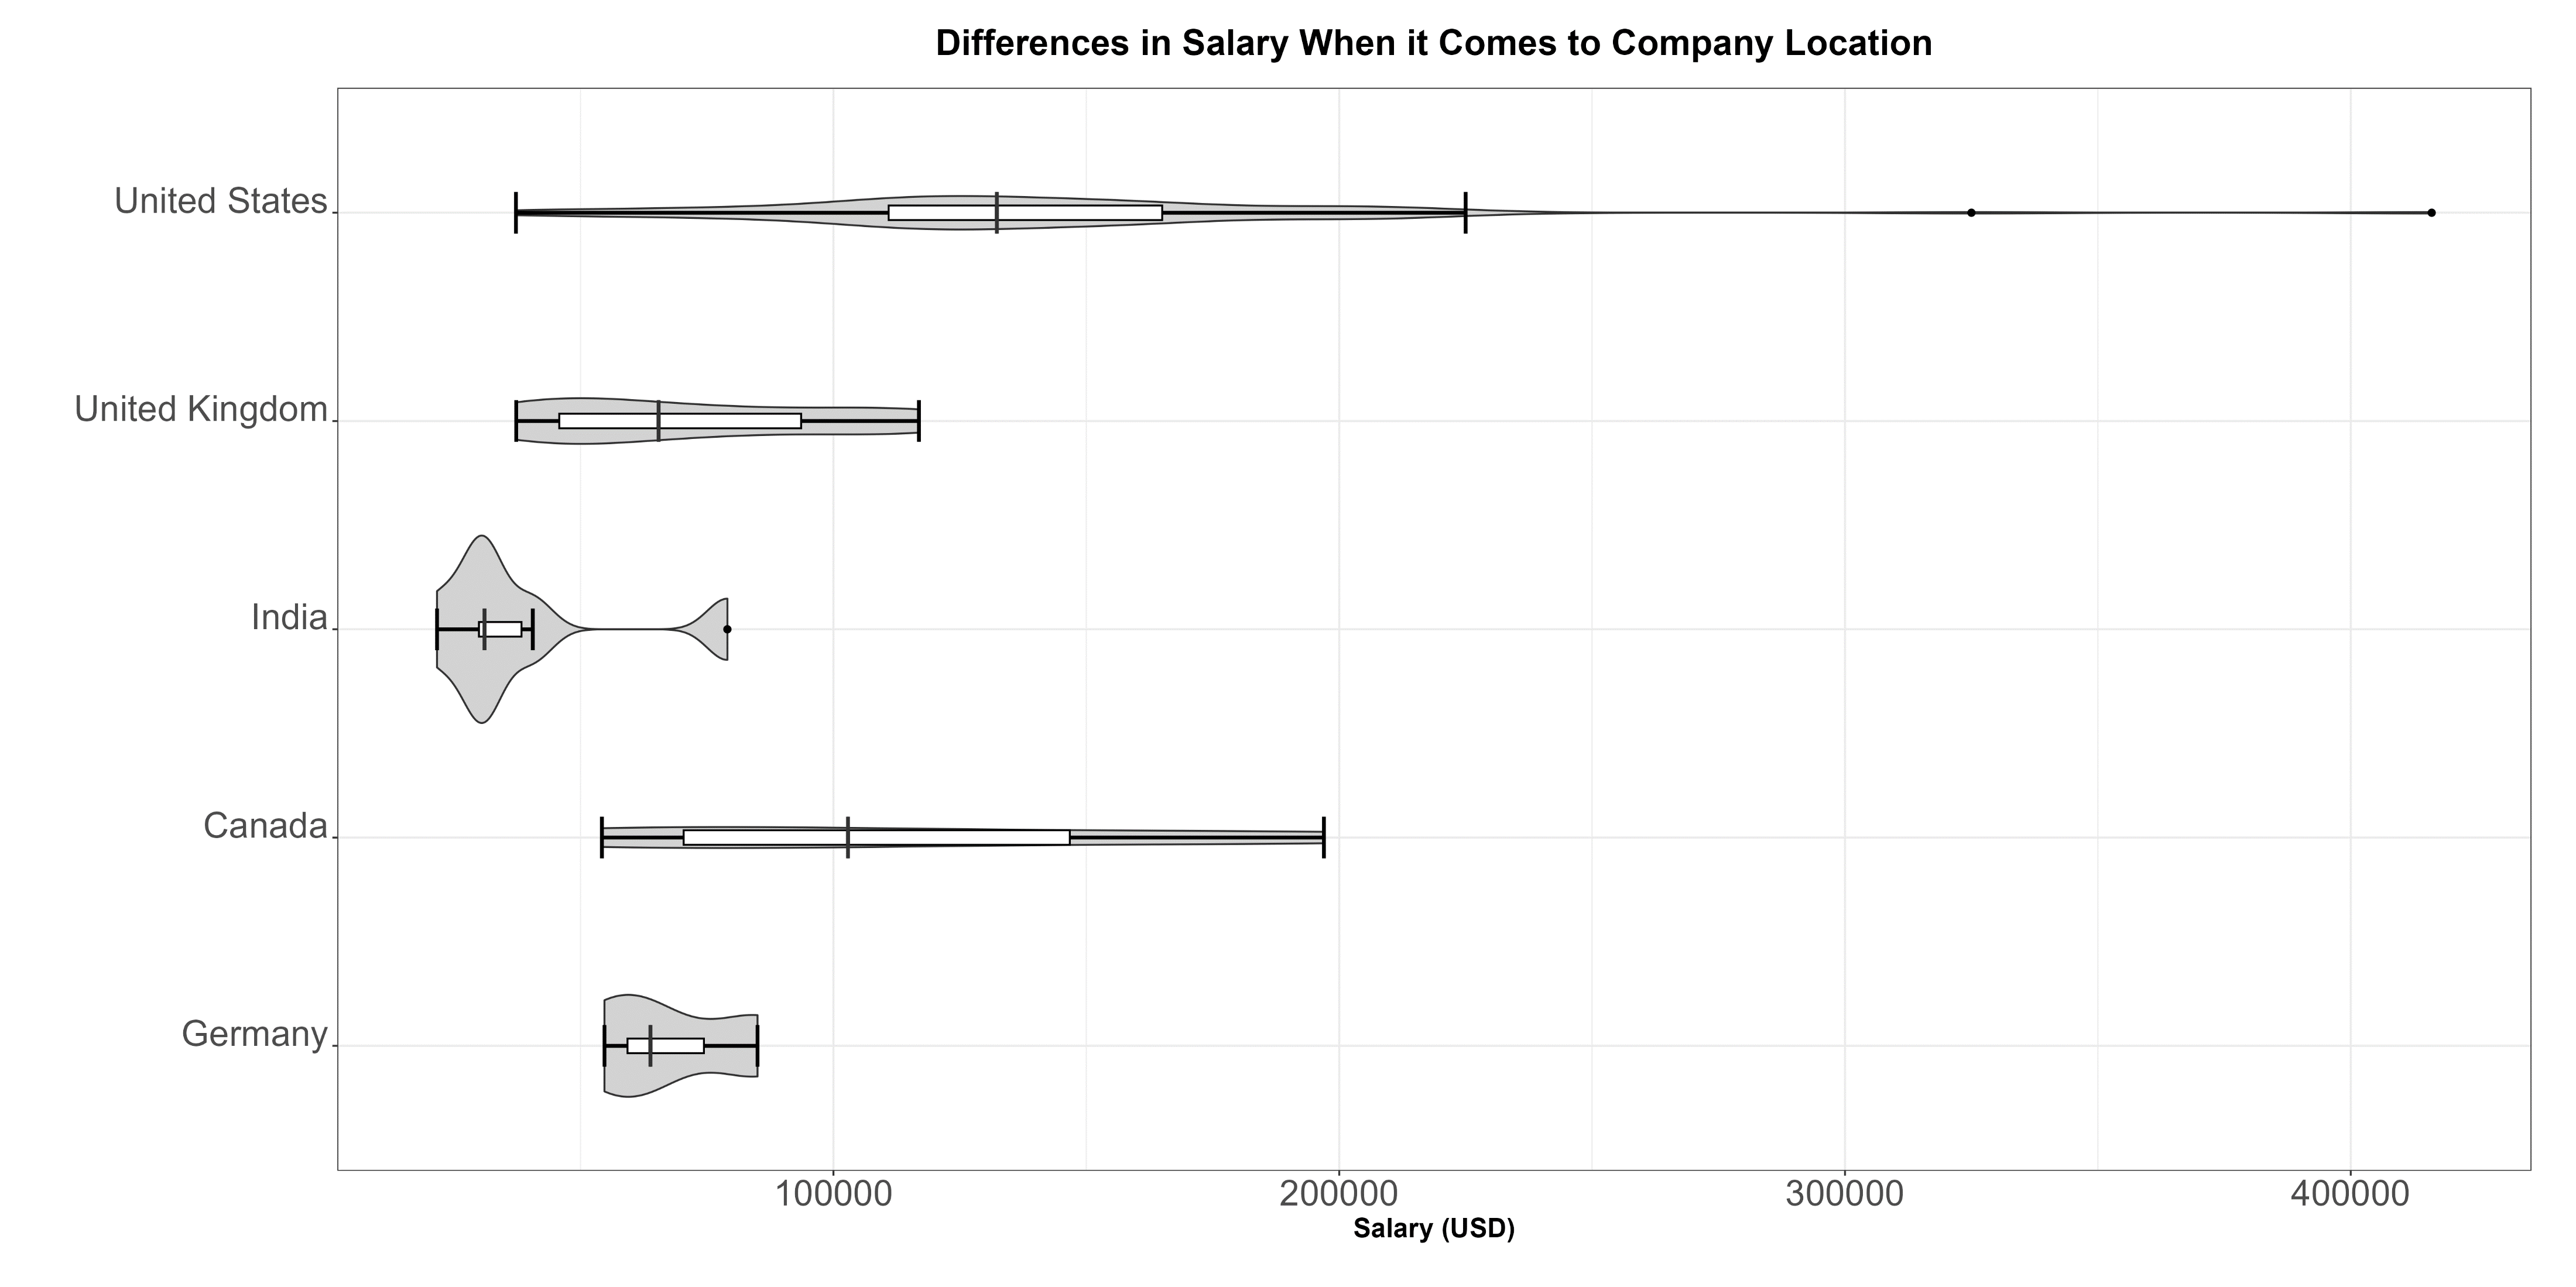 Differences in Salary When it Comes to Company Location
United States
United Kingdom
India
Canada
Germany
100000 200000 300000 400000
Salary (USD)